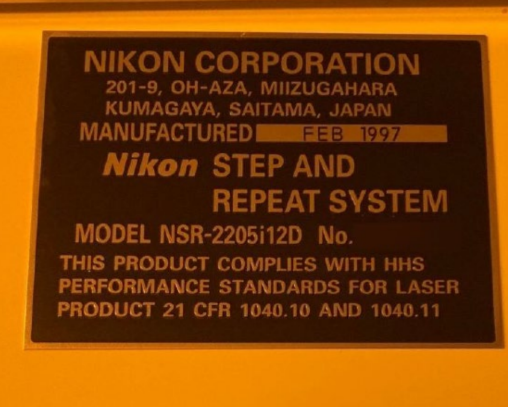 NIKON CORPORATION
201-9, OH-AZA, MIIZUGAHARA
KUMAGAYA, SAITAMA, JAPAN
MANUFACTURED FEB 1997
Nikon STEP AND
REPEAT SYSTEM
MODEL NSR-2205i12D No.
THIS PRODUCT COMPLIES WITH HHS
PERFORMANCE STANDARDS FOR LASER
PRODUCT 21 CFR 1040.10 AND 1040.11